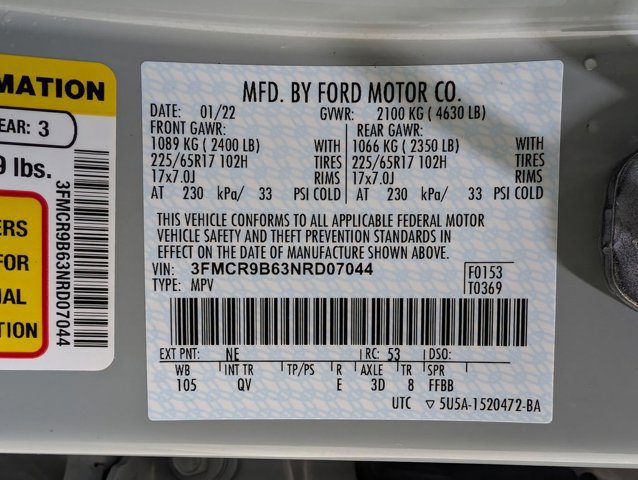 RMATION
EAR: 3
9 lbs.
ERS
FOR
UAL
TION
3FMCR9B63NRD07044
MFD. BY FORD MOTOR CO.
DATE: 01/22 GVWR: 2100 KG ( 4630 LB)
FRONT GAWR: REAR GAWR:
1089 KG ( 2400 LB) WITH 1066 KG ( 2350 LB) WITH
225/65R17 102H TIRES 225/65R17 102H TIRES
17x7.0J RIMS 17x7.0J RIMS
AT 230 kPa/ 33 PSI COLD AT 230 kPa/ 33 PSI COLD
THIS VEHICLE CONFORMS TO ALL APPLICABLE FEDERAL MOTOR
VEHICLE SAFETY AND THEFT PREVENTION STANDARDS IN
EFFECT ON THE DATE OF MANUFACTURE SHOWN ABOVE.
VIN: 3FMCR9B63NRD07044 F0153
TYPE: MPV T0369
EXT PNT: NE RC: 53 DSO:
WB INT TR TP/PS R AXLE TR SPR
105 QV E 3D 8 FFBB
UTC ▽ 5U5A-1520472-BA